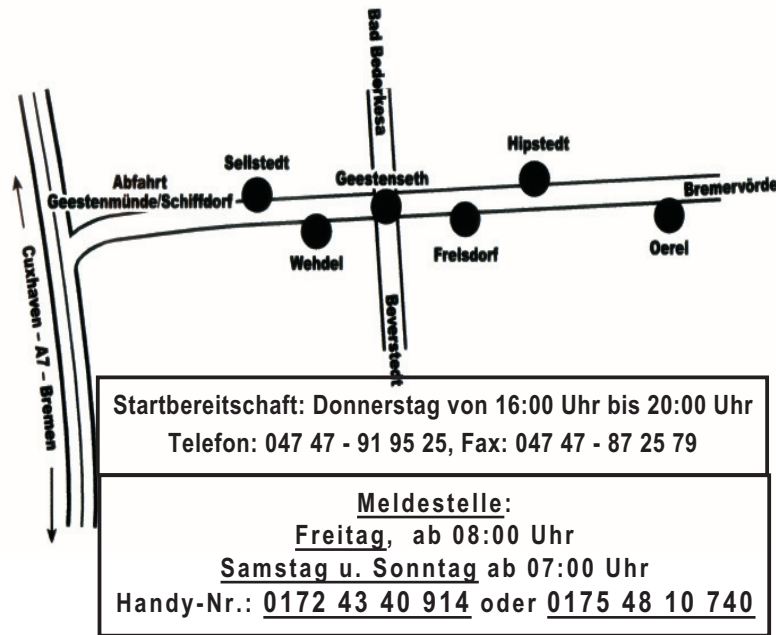 Bad Bederkesa
Hipstedt
Sellstedt
Geestenseth
Abfahrt
Geestenmünde/Schiffdorf
Bremervörde
Wehdel
Frelsdorf
Oerel
Cuxhaven – A7 – Bremen
Beverstedt
Startbereitschaft: Donnerstag von 16:00 Uhr bis 20:00 Uhr
Telefon: 047 47 - 91 95 25, Fax: 047 47 - 87 25 79
Meldestelle:
Freitag, ab 08:00 Uhr
Samstag u. Sonntag ab 07:00 Uhr
Handy-Nr.: 0172 43 40 914 oder 0175 48 10 740